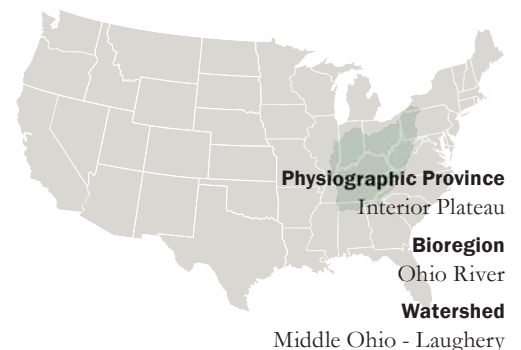 Physiographic Province
Interior Plateau
Bioregion
Ohio River
Watershed
Middle Ohio - Laughery